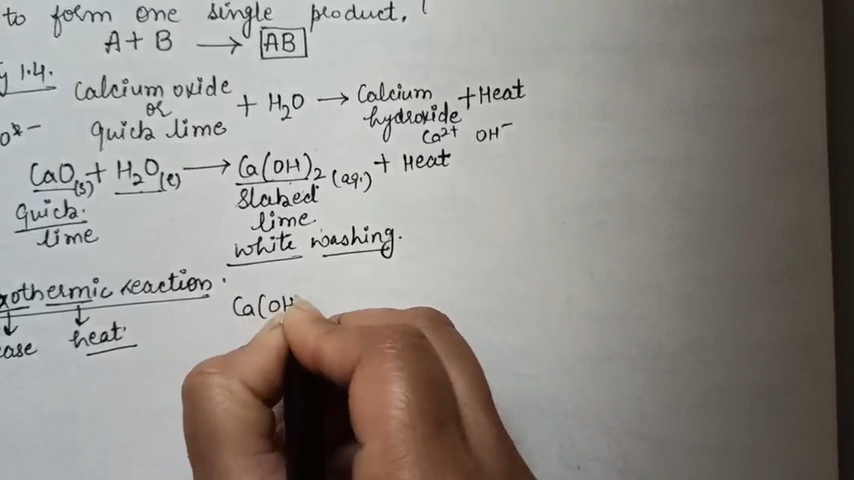 to form one single product.
A + B → AB
y 1.4.
Calcium oxide or quick lime + H2O → Calcium hydroxide + Heat
Ca2+ OH−
CaO(s) + H2O(l) → Ca(OH)2 (aq.) + Heat
quick lime
Slaked lime
white washing.
xothermic reaction.
ease heat
Ca(OH